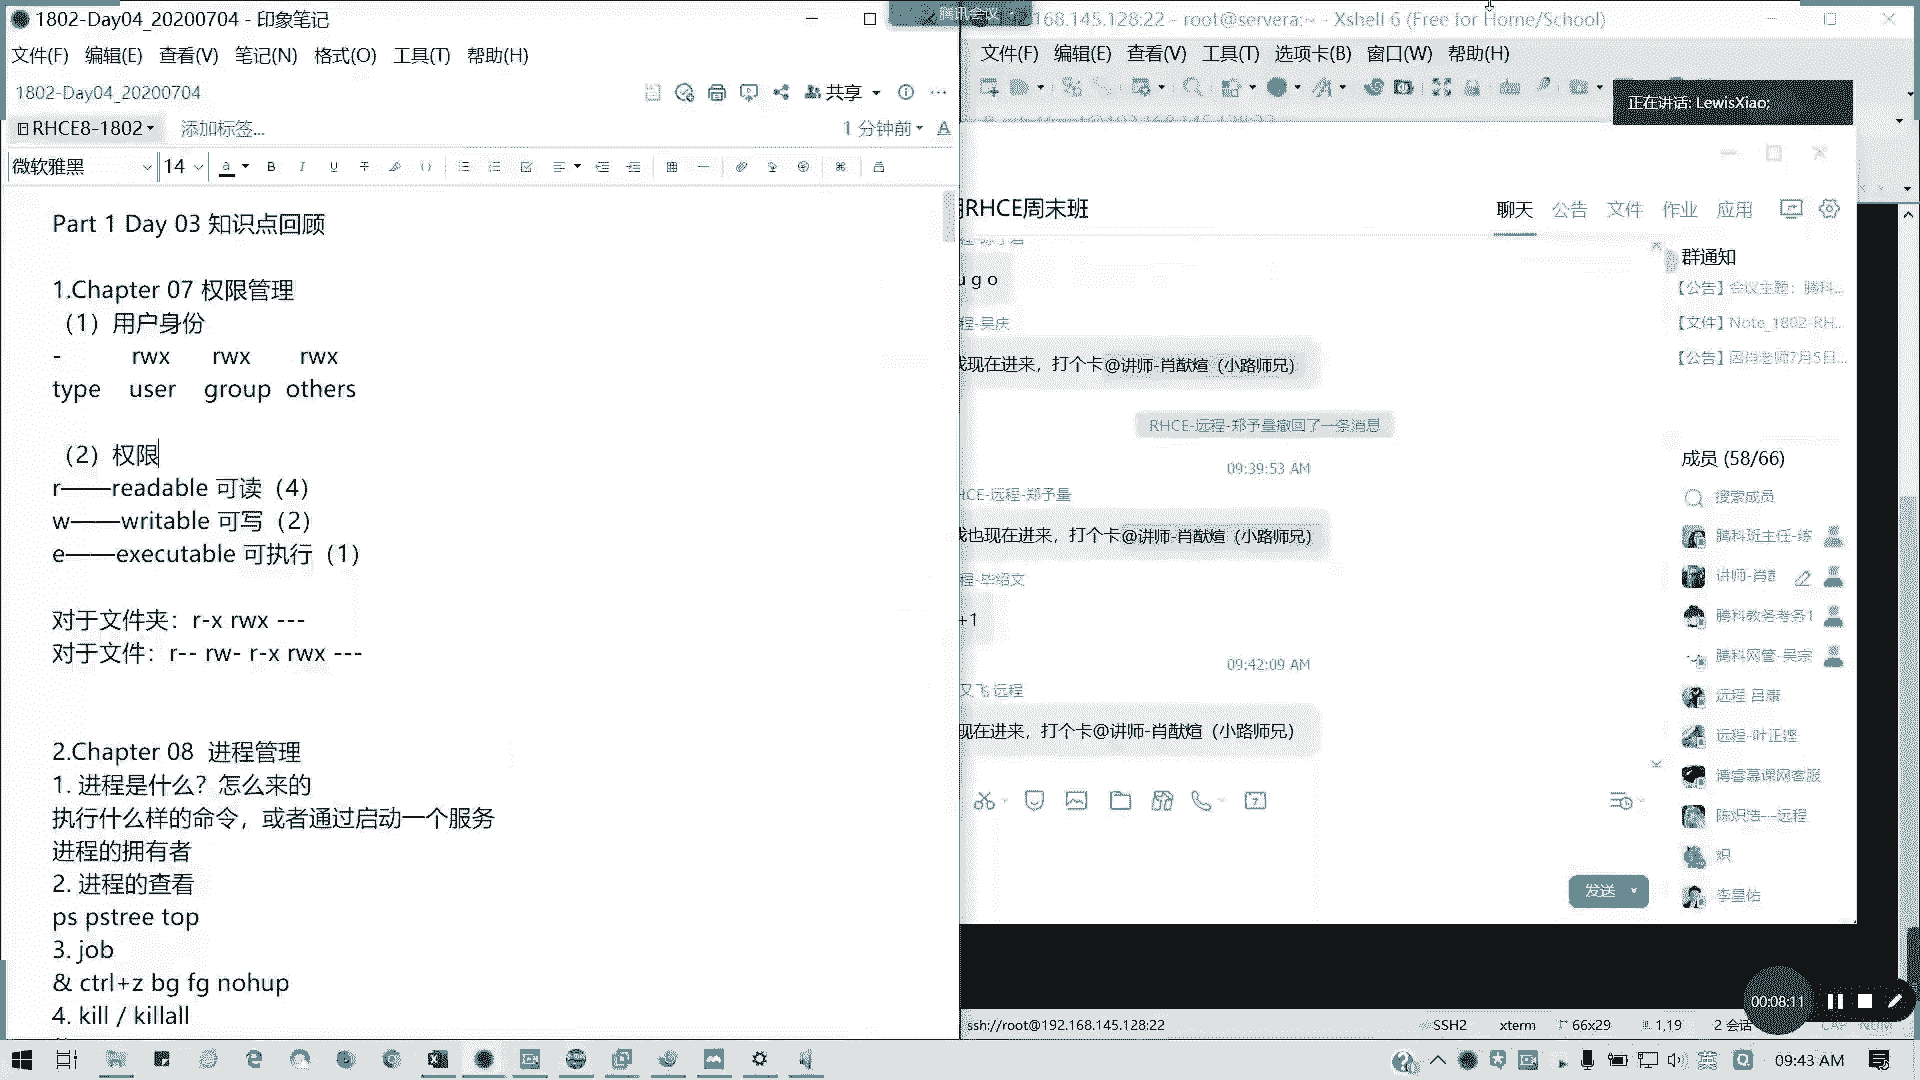 1802-Day04_20200704 - 印象笔记
文件(F) 编辑(E) 查看(V) 笔记(N) 格式(O) 工具(T) 帮助(H)
1802-Day04_20200704
共享
RHCE8-1802
添加标签...
1 分钟前
微软雅黑
14
Part 1 Day 03 知识点回顾
1.Chapter 07 权限管理
（1）用户身份
- rwx rwx rwx
type user group others
（2）权限
r——readable 可读（4）
w——writable 可写（2）
e——executable 可执行（1）
对于文件夹：r-x rwx ---
对于文件：r-- rw- r-x rwx ---
2.Chapter 08 进程管理
1. 进程是什么？怎么来的
执行什么样的命令，或者通过启动一个服务
进程的拥有者
2. 进程的查看
ps pstree top
3. job
& ctrl+z bg fg nohup
4. kill / killall
腾讯会议
168.145.128:22 - root@servera:~ - Xshell 6 (Free for Home/School)
文件(F) 编辑(E) 查看(V) 工具(T) 选项卡(B) 窗口(W) 帮助(H)
正在讲话: LewisXiao;
RHCE周末班
聊天 公告 文件 作业 应用
u g o
现在进来，打个卡@讲师-肖猷煊（小路师兄）
RHCE-远程-郑予量撤回了一条消息
09:39:53 AM
HCE-远程-郑予量
我也现在进来，打个卡@讲师-肖猷煊（小路师兄）
程-毕绍文
+1
09:42:09 AM
又飞 远程
现在进来，打个卡@讲师-肖猷煊（小路师兄）
发送
群通知
【公告】会议主题：腾科...
【文件】Note_1802-RH...
【公告】因肖老师7月5日...
成员 (58/66)
搜索成员
腾科班主任-练
讲师-肖猷
腾科教务考务1
腾科网管-吴宗
远程-吕康
博睿慕课网客服
陈炽浩---远程
炽
00:08:11
ssh://root@192.168.145.128:22
SSH2
xterm
66x29
1,19
2 会话
CAP NUM
英
09:43 AM